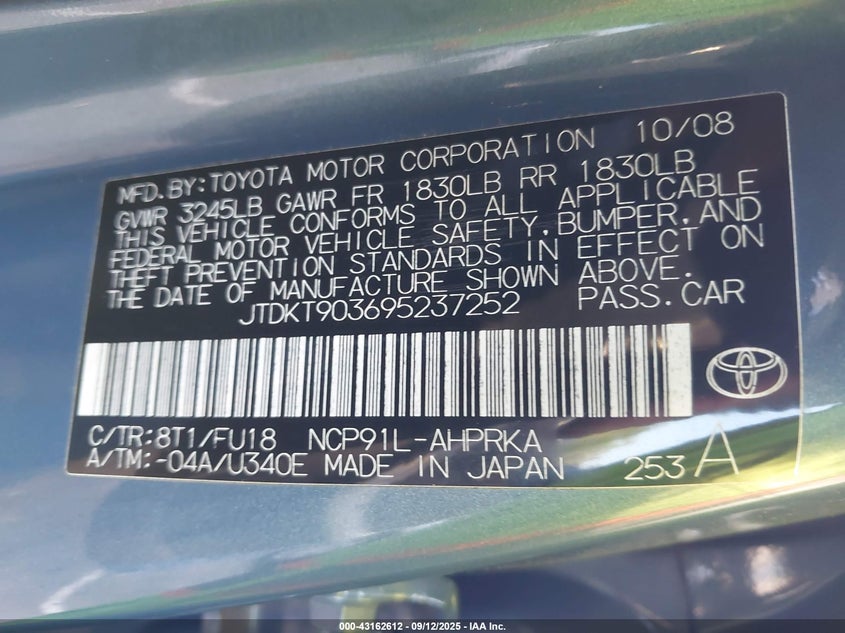 MFD.BY:TOYOTA MOTOR CORPORATION 10/08
GVWR 3245LB GAWR FR 1830LB RR 1830LB
THIS VEHICLE CONFORMS TO ALL APPLICABLE
FEDERAL MOTOR VEHICLE SAFETY,BUMPER,AND
THEFT PREVENTION STANDARDS IN EFFECT ON
THE DATE OF MANUFACTURE SHOWN ABOVE.
JTDKT903695237252 PASS.CAR
C/TR:8T1/FU18 NCP91L-AHPRKA
A/TM:-04A/U340E MADE IN JAPAN 253 A
000-43162612 - 09/12/2025 - IAA Inc.